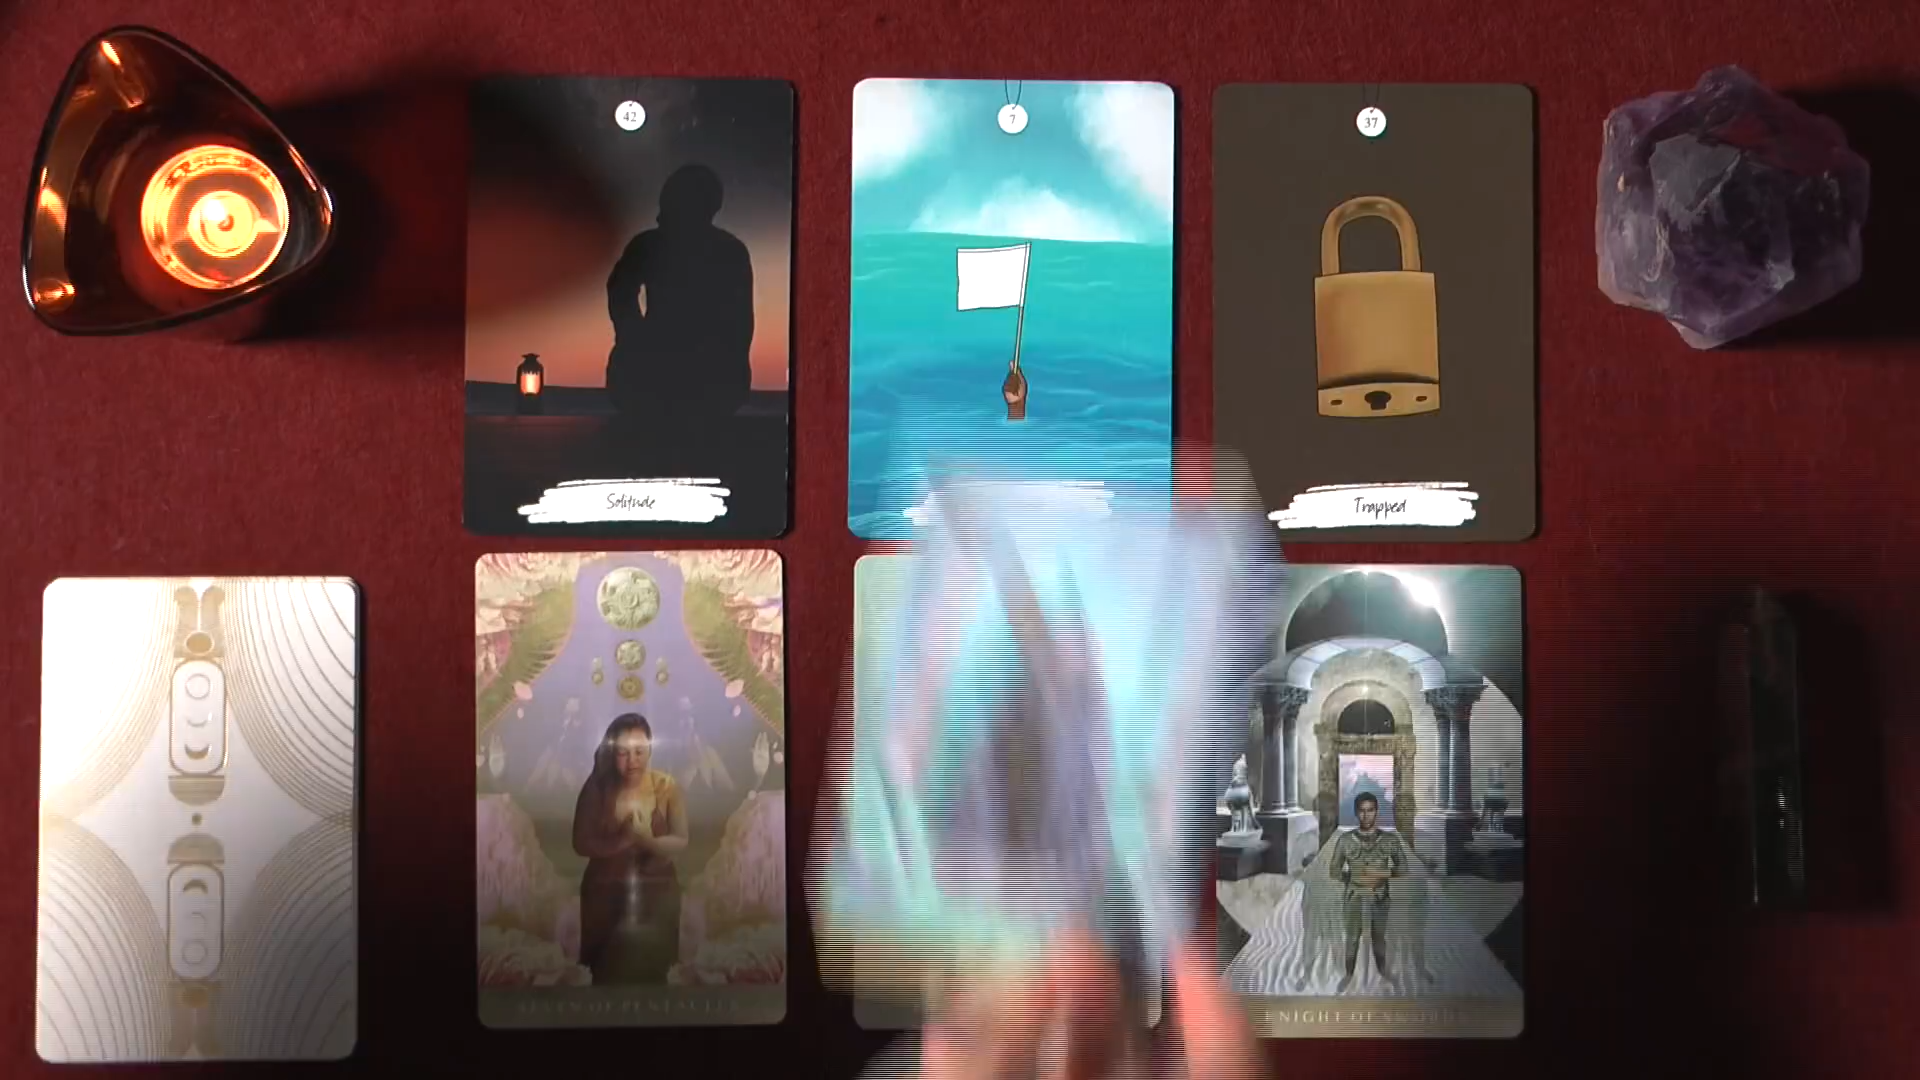 42
7
37
Solitude
Trapped
SEVEN OF PENTACLES
KNIGHT OF SWORDS